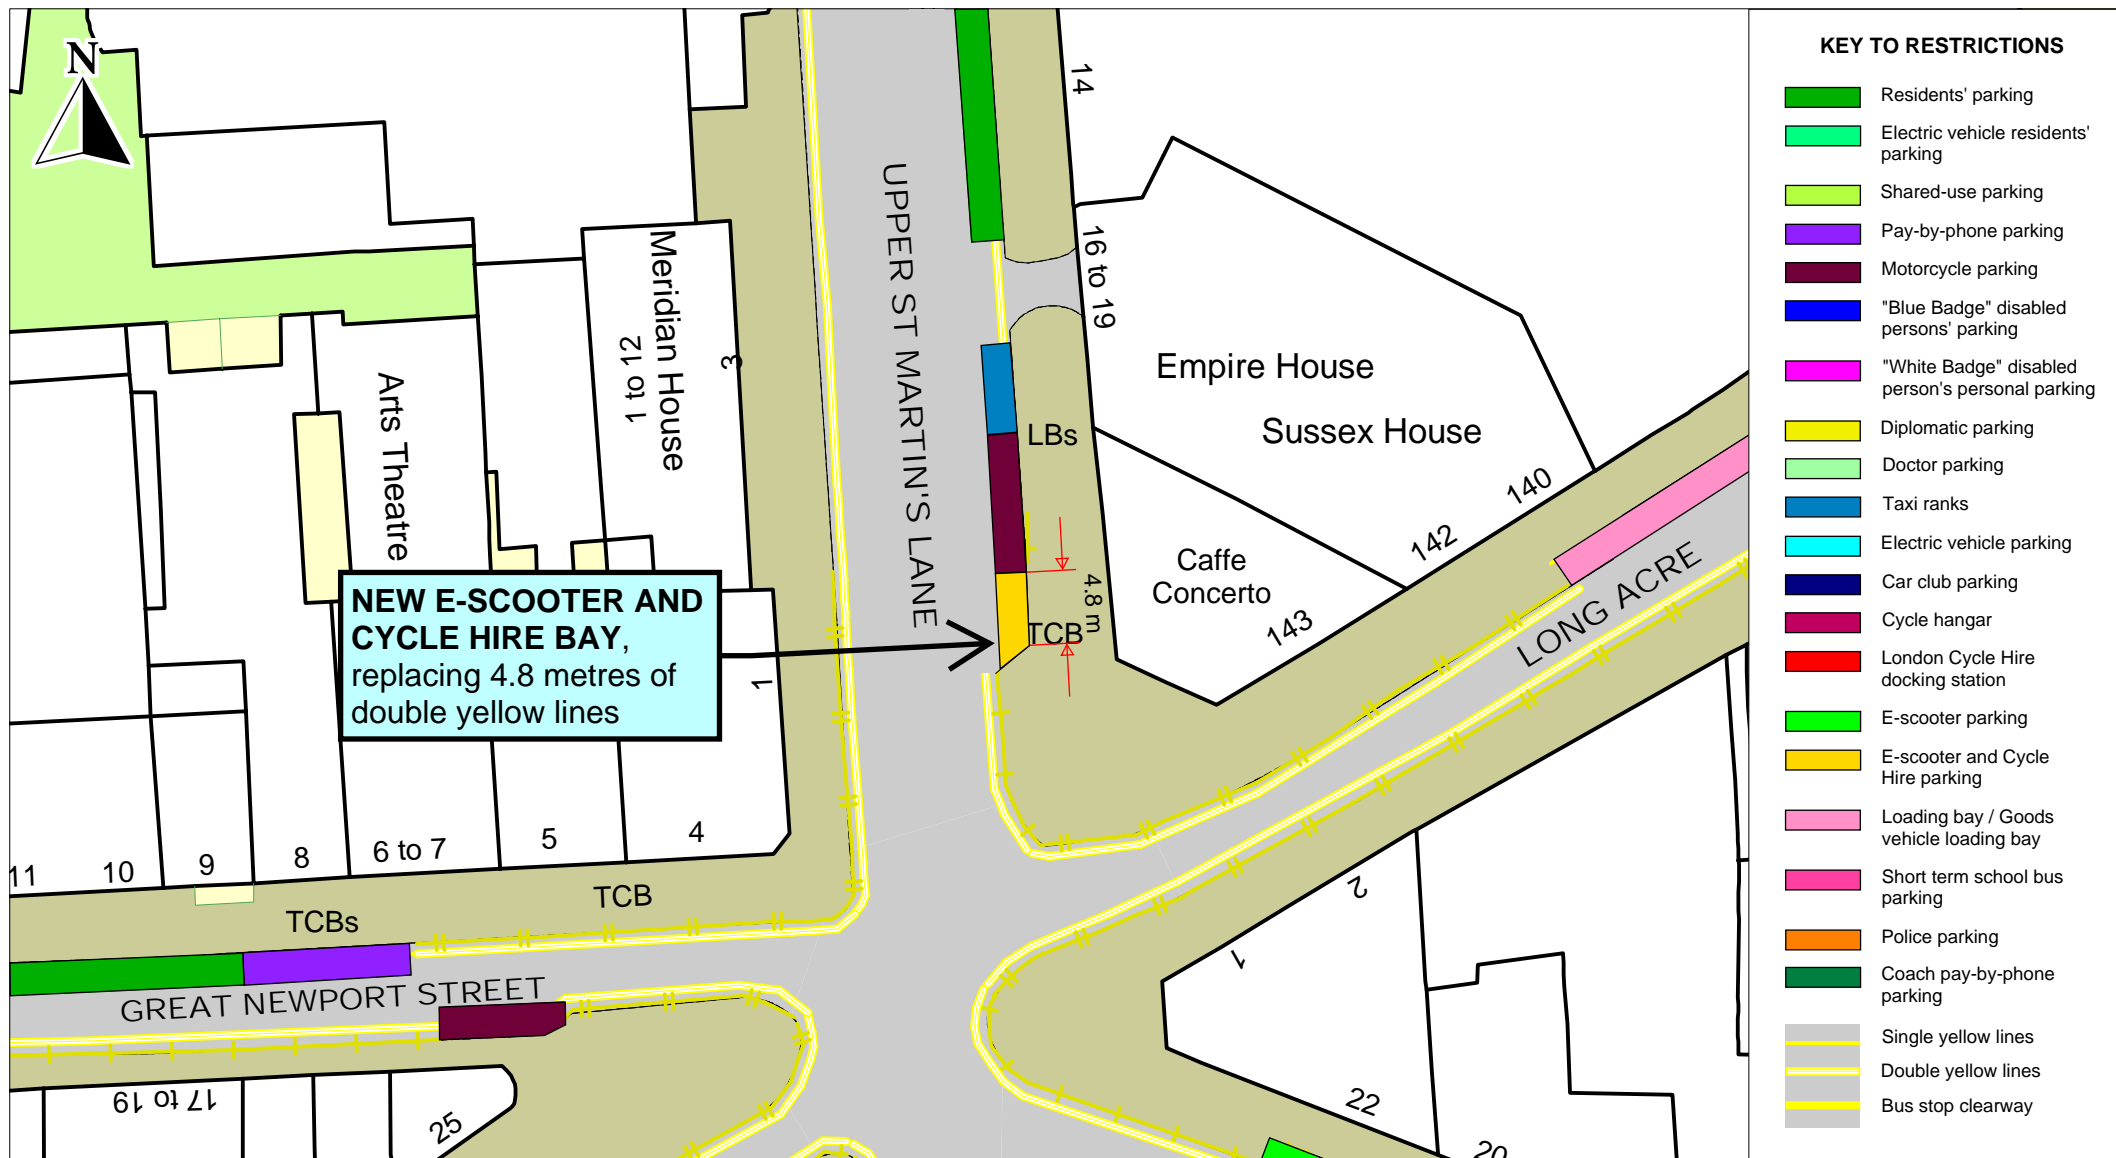 N
14
16 to 19
UPPER ST MARTIN'S LANE
Meridian House
1 to 12
3
Arts Theatre
Empire House
Sussex House
LBs
140
142
143
Caffe
Concerto
4.8 m
TCB
LONG ACRE
NEW E-SCOOTER AND
CYCLE HIRE BAY,
replacing 4.8 metres of
double yellow lines
1
11
10
9
8
6 to 7
5
4
TCBs
TCB
GREAT NEWPORT STREET
17 to 19
25
2
1
22
20
KEY TO RESTRICTIONS
Residents' parking
Electric vehicle residents'
parking
Shared-use parking
Pay-by-phone parking
Motorcycle parking
"Blue Badge" disabled
persons' parking
"White Badge" disabled
person's personal parking
Diplomatic parking
Doctor parking
Taxi ranks
Electric vehicle parking
Car club parking
Cycle hangar
London Cycle Hire
docking station
E-scooter parking
E-scooter and Cycle
Hire parking
Loading bay / Goods
vehicle loading bay
Short term school bus
parking
Police parking
Coach pay-by-phone
parking
Single yellow lines
Double yellow lines
Bus stop clearway